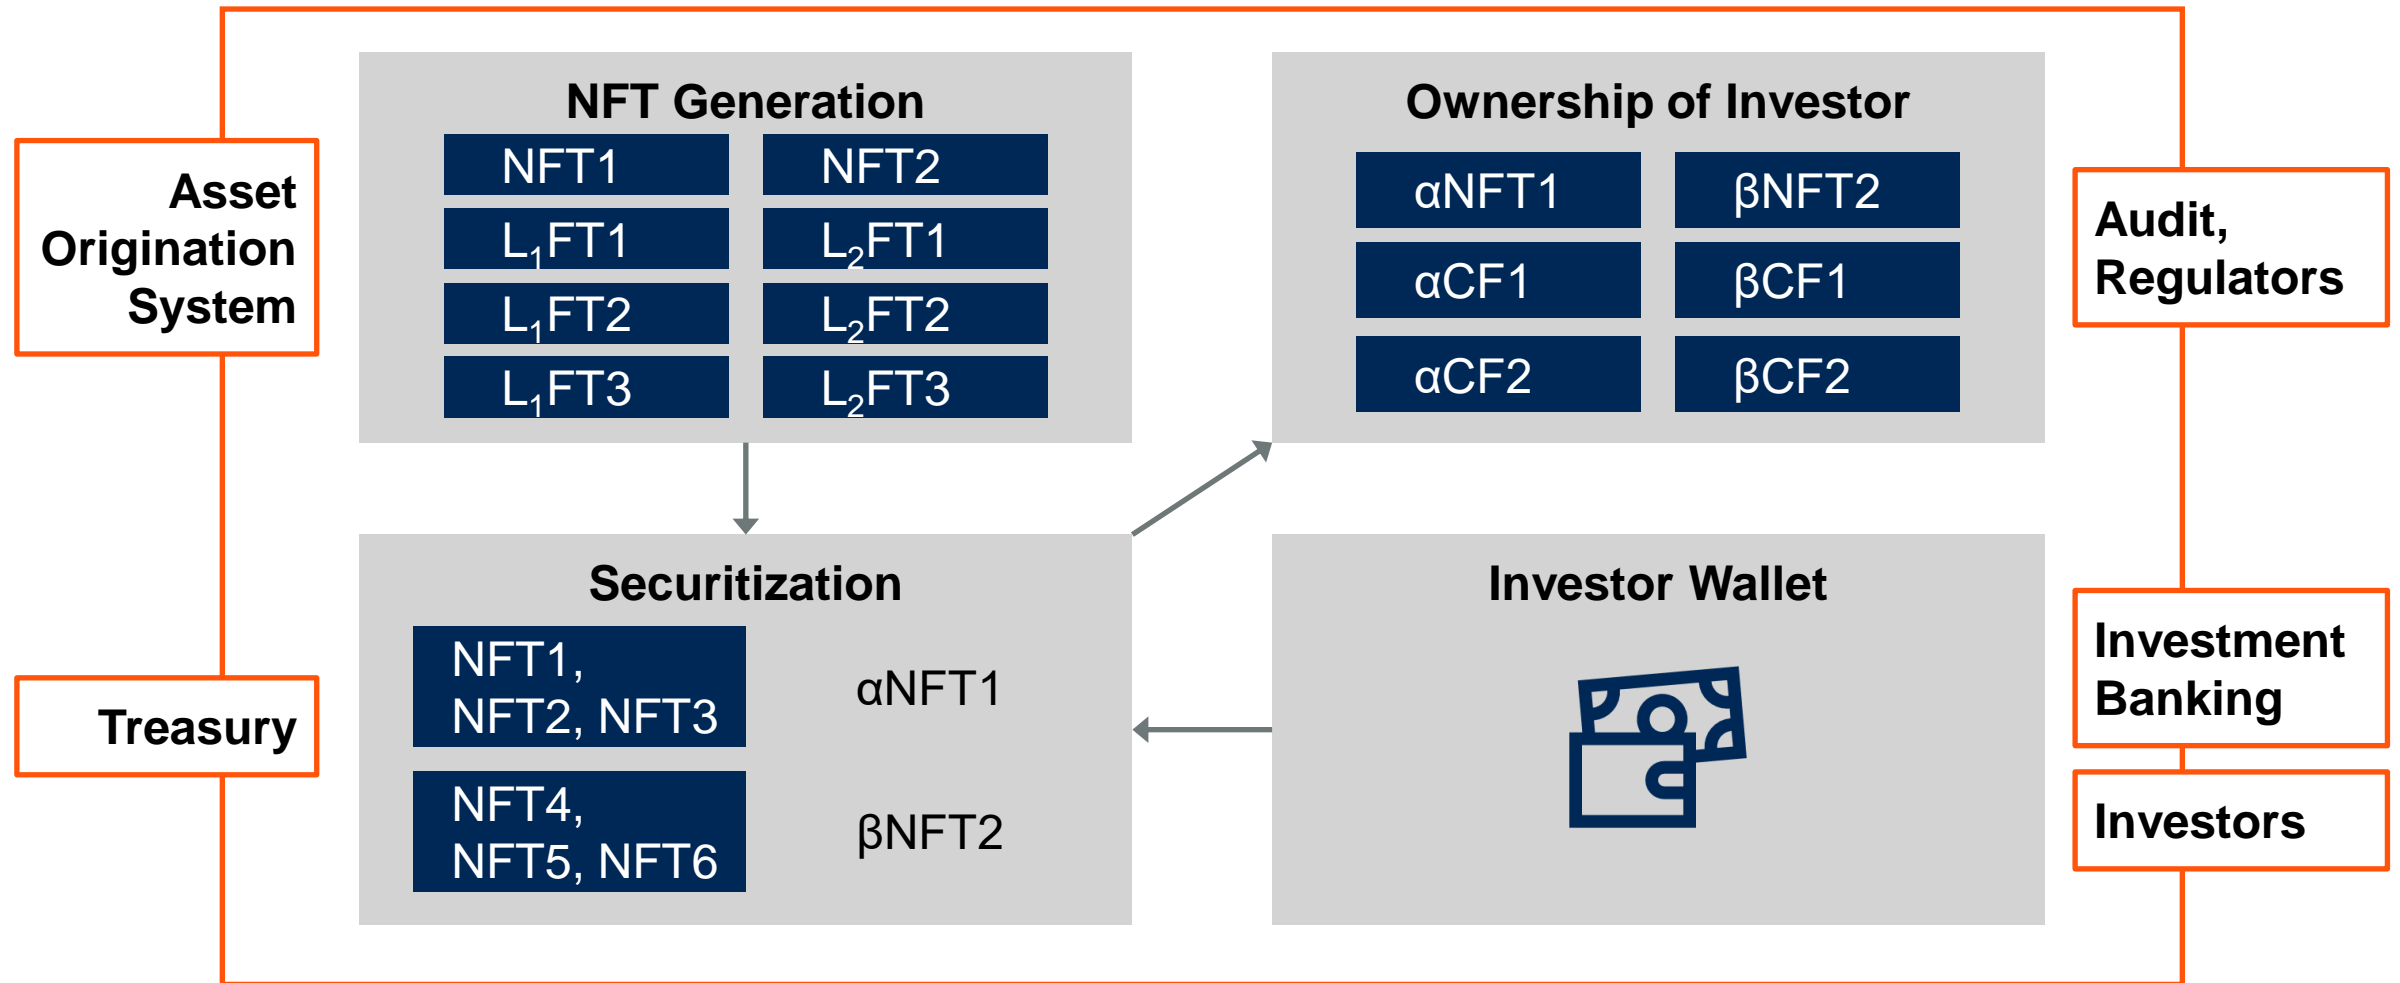 Asset
Origination
System
Treasury
NFT Generation
NFT1
NFT2
L₁FT1
L₂FT1
L₁FT2
L₂FT2
L₁FT3
L₂FT3
Ownership of Investor
αNFT1
βNFT2
αCF1
βCF1
αCF2
βCF2
Securitization
NFT1,
NFT2, NFT3
αNFT1
NFT4,
NFT5, NFT6
βNFT2
Investor Wallet
Audit,
Regulators
Investment
Banking
Investors